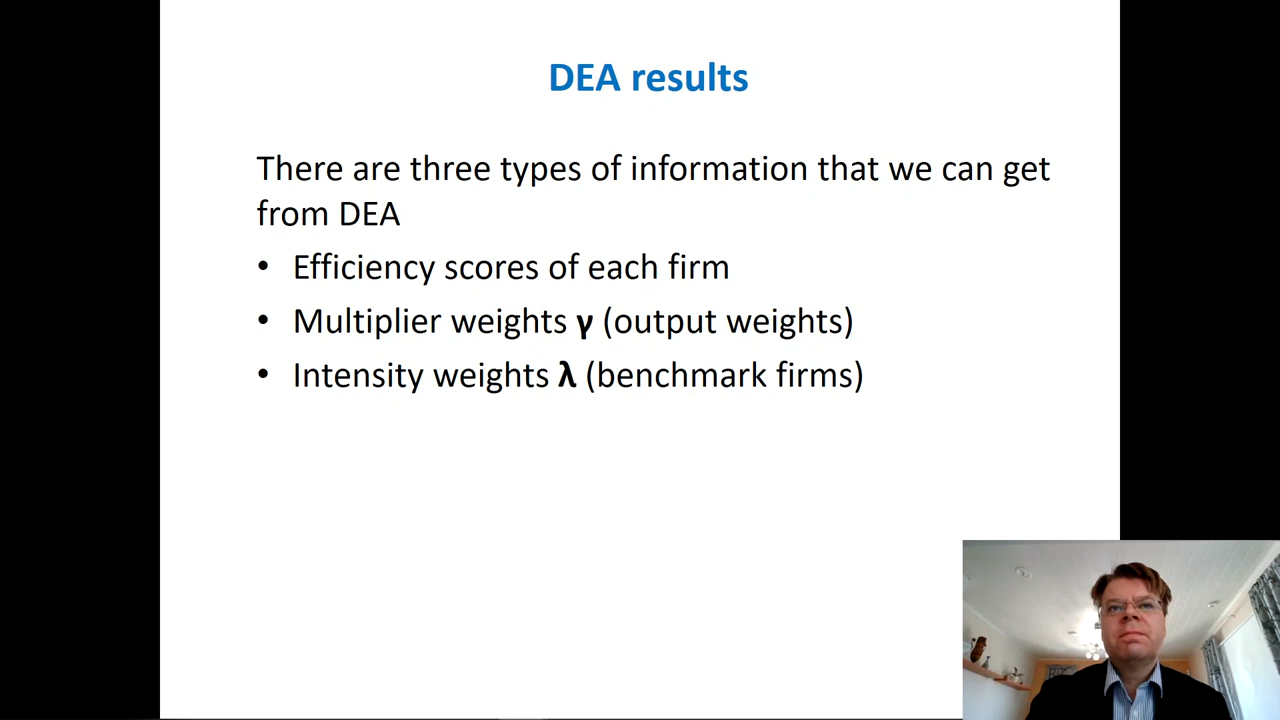 DEA results
There are three types of information that we can get
from DEA
• Efficiency scores of each firm
• Multiplier weights γ (output weights)
• Intensity weights λ (benchmark firms)